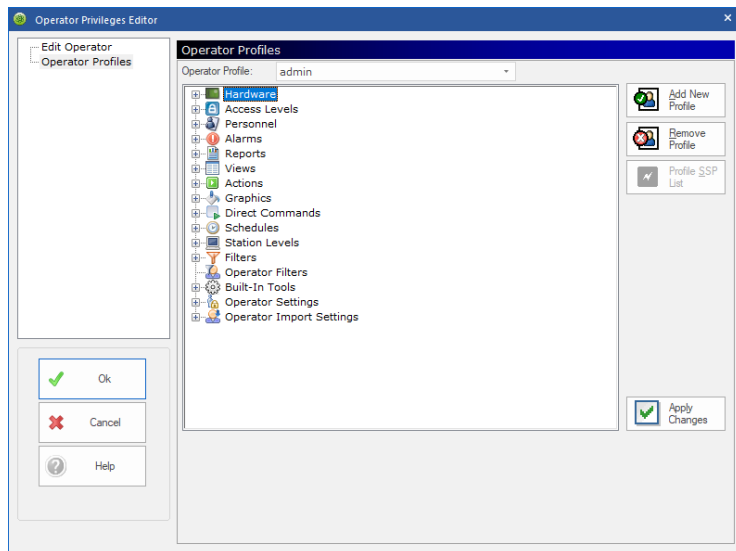 Operator Privileges Editor
Edit Operator
Operator Profiles
Operator Profiles
Operator Profile: admin
Hardware
Access Levels
Personnel
Alarms
Reports
Views
Actions
Graphics
Direct Commands
Schedules
Station Levels
Filters
Operator Filters
Built-In Tools
Operator Settings
Operator Import Settings
Add New
Profile
Remove
Profile
Profile SSP
List
Apply
Changes
Ok
Cancel
Help